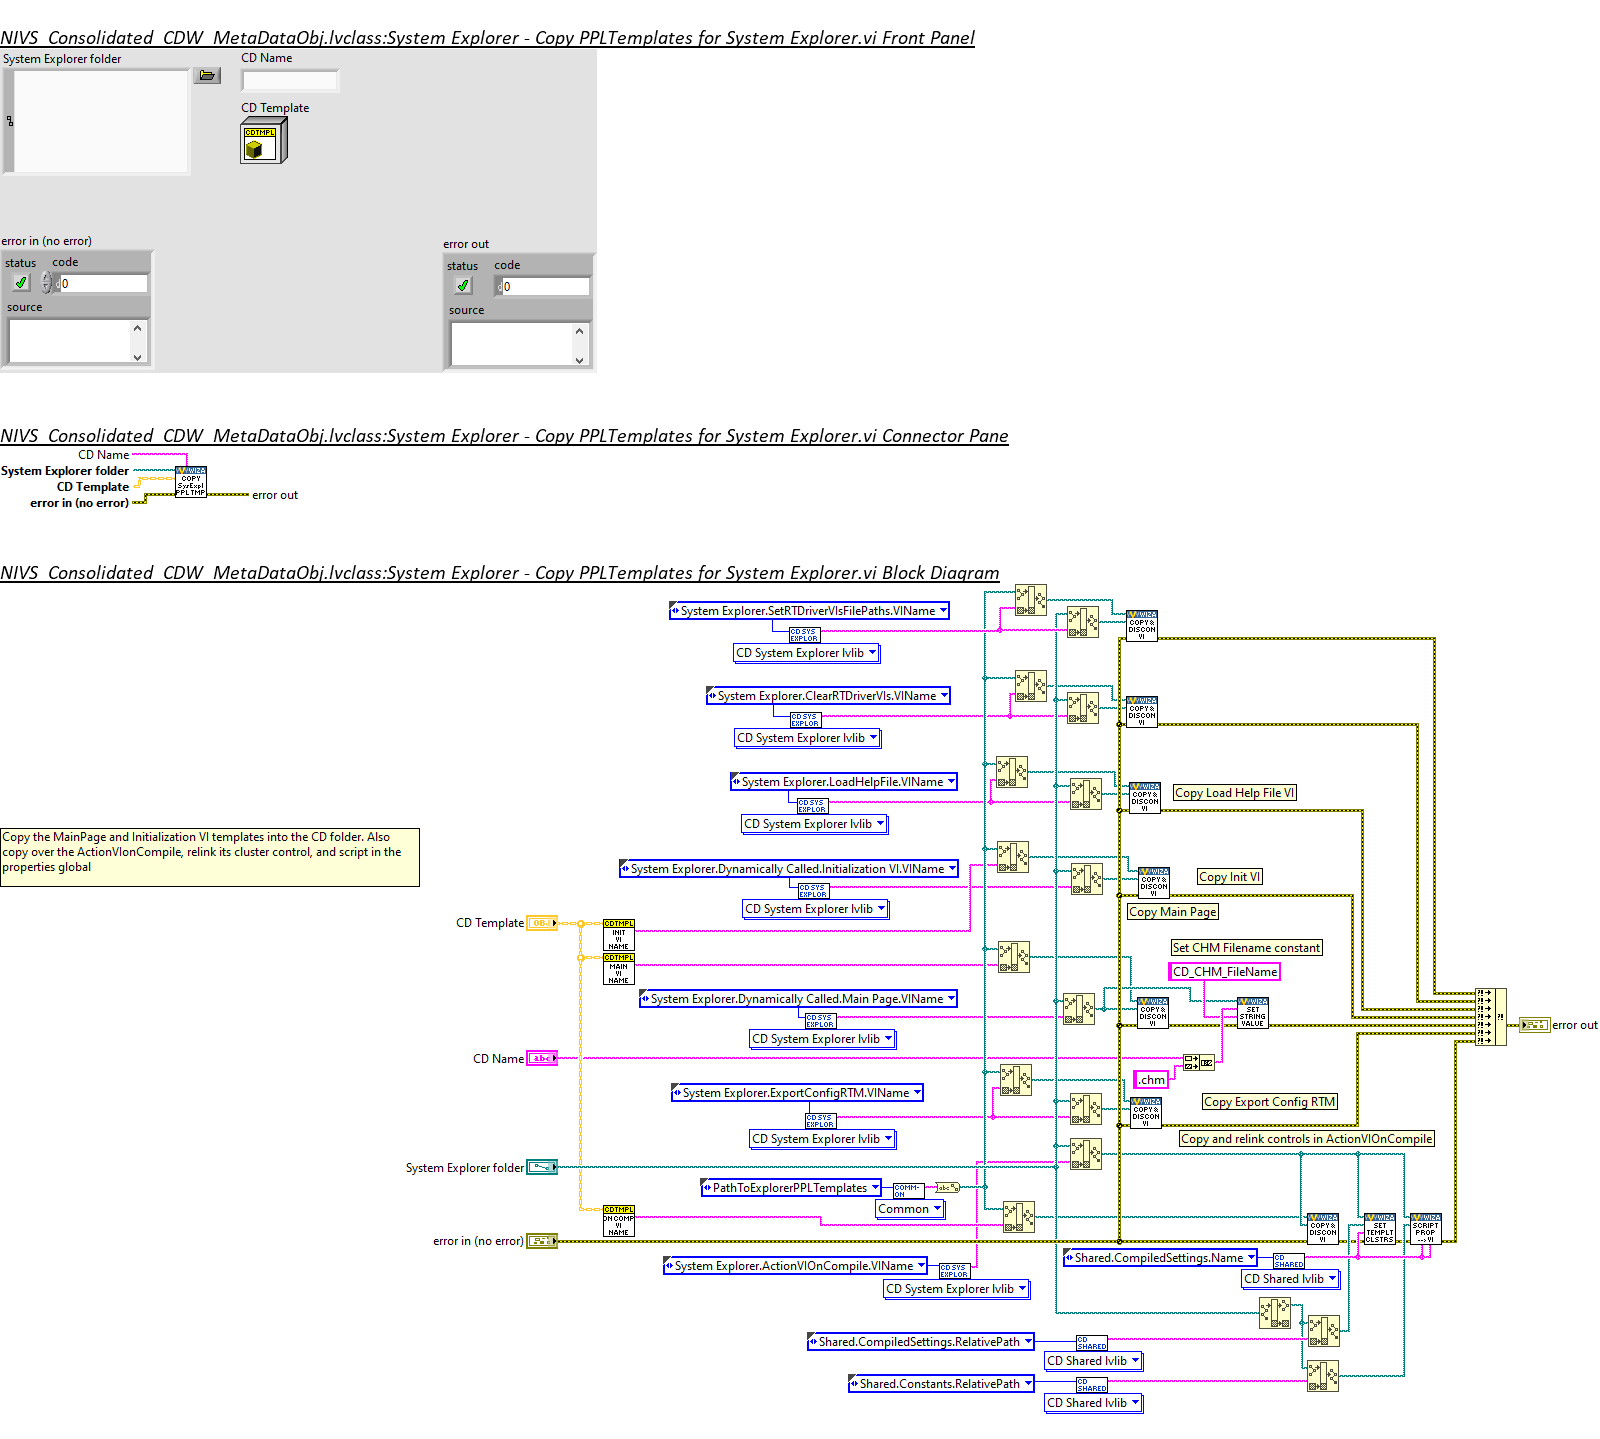 NIVS_Consolidated_CDW_MetaDataObj.lvclass:System Explorer - Copy PPLTemplates for System Explorer.vi Front Panel
System Explorer folder
CD Name
CD Template
CDTMPL
error in (no error)
status
code
0
source
error out
status
code
0
source
NIVS_Consolidated_CDW_MetaDataObj.lvclass:System Explorer - Copy PPLTemplates for System Explorer.vi Connector Pane
CD Name
System Explorer folder
CD Template
error in (no error)
WIZA
COPY
SysExpl
PPLTMP
error out
NIVS_Consolidated_CDW_MetaDataObj.lvclass:System Explorer - Copy PPLTemplates for System Explorer.vi Block Diagram
System Explorer.SetRTDriverVIsFilePaths.VIName
CD SYS
EXPLOR
CD System Explorer lvlib
WIZA
COPY &
DISCON
VI
System Explorer.ClearRTDriverVIs.VIName
CD SYS
EXPLOR
CD System Explorer lvlib
WIZA
COPY &
DISCON
VI
System Explorer.LoadHelpFile.VIName
CD SYS
EXPLOR
CD System Explorer lvlib
WIZA
COPY &
DISCON
VI
Copy Load Help File VI
Copy the MainPage and Initialization VI templates into the CD folder. Also
copy over the ActionVIonCompile, relink its cluster control, and script in the
properties global
System Explorer.Dynamically Called.Initialization VI.VIName
CD SYS
EXPLOR
CD System Explorer lvlib
WIZA
COPY &
DISCON
VI
Copy Init VI
Copy Main Page
CD Template
OBJ
CDTMPL
INIT
VI
NAME
CDTMPL
MAIN
VI
NAME
Set CHM Filename constant
CD_CHM_FileName
System Explorer.Dynamically Called.Main Page.VIName
CD SYS
EXPLOR
CD System Explorer lvlib
WIZA
COPY &
DISCON
VI
WIZA
SET
STRING
VALUE
error out
CD Name
abc
.chm
System Explorer.ExportConfigRTM.VIName
CD SYS
EXPLOR
CD System Explorer lvlib
WIZA
COPY &
DISCON
VI
Copy Export Config RTM
Copy and relink controls in ActionVIOnCompile
System Explorer folder
PathToExplorerPPLTemplates
COMM-
ON
abc
Common
CDTMPL
ON COMP
VI
NAME
error in (no error)
WIZA
COPY &
DISCON
VI
WIZA
SET
TEMPLT
CLSTRS
WIZA
SCRIPT
PROP
--> VI
System Explorer.ActionVIOnCompile.VIName
CD SYS
EXPLOR
CD System Explorer lvlib
Shared.CompiledSettings.Name
CD
SHARED
CD Shared lvlib
Shared.CompiledSettings.RelativePath
CD
SHARED
CD Shared lvlib
Shared.Constants.RelativePath
CD
SHARED
CD Shared lvlib